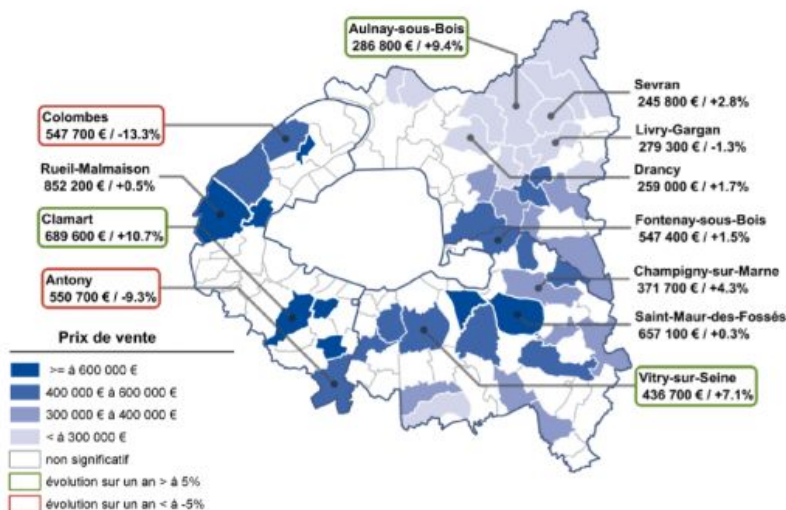 Aulnay-sous-Bois
286 800 € / +9.4%
Sevran
245 800 € / +2.8%
Colombes
547 700 € / -13.3%
Livry-Gargan
279 300 € / -1.3%
Rueil-Malmaison
852 200 € / +0.5%
Drancy
259 000 € / +1.7%
Clamart
689 600 € / +10.7%
Fontenay-sous-Bois
547 400 € / +1.5%
Antony
550 700 € / -9.3%
Champigny-sur-Marne
371 700 € / +4.3%
Saint-Maur-des-Fossés
657 100 € / +0.3%
Vitry-sur-Seine
436 700 € / +7.1%
Prix de vente
>= à 600 000 €
400 000 € à 600 000 €
300 000 € à 400 000 €
< à 300 000 €
non significatif
évolution sur un an > à 5%
évolution sur un an < à -5%